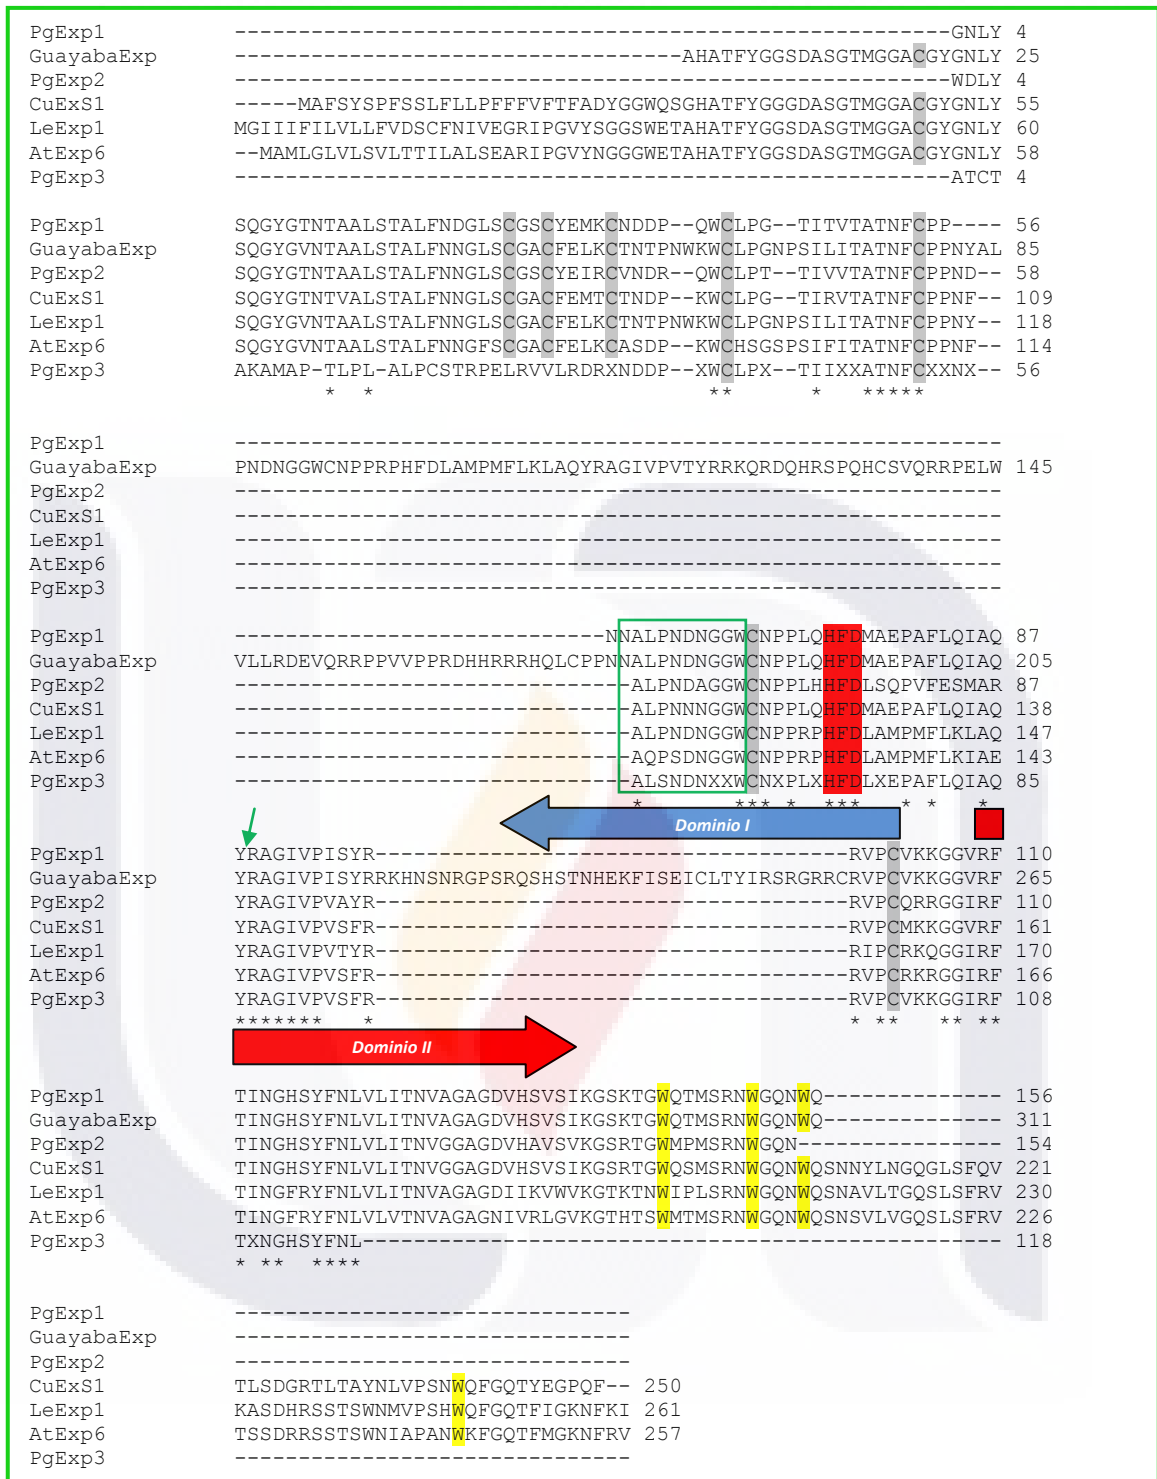 PgExp1 --------------------------------------------------------GNLY 4
GuayabaExp -----------------------------------AHATFYGGSDASGTMGGACGYGNLY 25
PgExp2 --------------------------------------------------------WDLY 4
CuExS1 -----MAFSYSPFSSLFLLPFFFVFTFADYGGWQSGHATFYGGGDASGTMGGACGYGNLY 55
LeExp1 MGIIIFILVLLFVDSCFNIVEGRIPGVYSGGSWETAHATFYGGSDASGTMGGACGYGNLY 60
AtExp6 --MAMLGLVLSVLTTILALSEARIPGVYNGGGWETAHATFYGGSDASGTMGGACGYGNLY 58
PgExp3 --------------------------------------------------------ATCT 4
PgExp1 SQGYGTNTAALSTALFNDGLSCGSCYEMKCNDDP--QWCLPG--TITVTATNFCPP---- 56
GuayabaExp SQGYGVNTAALSTALFNNGLSCGACFELKCTNTPNWKWCLPGNPSILITATNFCPPNYAL 85
PgExp2 SQGYGTNTAALSTALFNNGLSCGSCYEIRCVNDR--QWCLPT--TIVVTATNFCPPND-- 58
CuExS1 SQGYGTNTVALSTALFNNGLSCGACFEMTCTNDP--KWCLPG--TIRVTATNFCPPNF-- 109
LeExp1 SQGYGVNTAALSTALFNNGLSCGACFELKCTNTPNWKWCLPGNPSILITATNFCPPNY-- 118
AtExp6 SQGYGVNTAALSTALFNNGFSCGACFELKCASDP--KWCHSGSPSIFITATNFCPPNF-- 114
PgExp3 AKAMAP-TLPL-ALPCSTRPELRVVLRDRXNDDP--XWCLPX--TIIXXATNFCXXNX-- 56
* * ** * *****
PgExp1 ------------------------------------------------------------
GuayabaExp PNDNGGWCNPPRPHFDLAMPMFLKLAQYRAGIVPVTYRRKQRDQHRSPQHCSVQRRPELW 145
PgExp2 ------------------------------------------------------------
CuExS1 ------------------------------------------------------------
LeExp1 ------------------------------------------------------------
AtExp6 ------------------------------------------------------------
PgExp3 ------------------------------------------------------------
PgExp1 -----------------------------NNALPNDNGGWCNPPLQHFDMAEPAFLQIAQ 87
GuayabaExp VLLRDEVQRRPPVVPPRDHHRRRHQLCPPNNALPNDNGGWCNPPLQHFDMAEPAFLQIAQ 205
PgExp2 -------------------------------ALPNDAGGWCNPPLHHFDLSQPVFESMAR 87
CuExS1 -------------------------------ALPNNNGGWCNPPLQHFDMAEPAFLQIAQ 138
LeExp1 -------------------------------ALPNDNGGWCNPPRPHFDLAMPMFLKLAQ 147
AtExp6 -------------------------------AQPSDNGGWCNPPRPHFDLAMPMFLKIAE 143
PgExp3 -------------------------------ALSNDNXXWCNXPLXHFDLXEPAFLQIAQ 85
* *** * *** * * *
Dominio I
PgExp1 YRAGIVPISYR-------------------------------------RVPCVKKGGVRF 110
GuayabaExp YRAGIVPISYRRKHNSNRGPSRQSHSTNHEKFISEICLTYIRSRGRRCRVPCVKKGGVRF 265
PgExp2 YRAGIVPVAYR-------------------------------------RVPCQRRGGIRF 110
CuExS1 YRAGIVPVSFR-------------------------------------RVPCMKKGGVRF 161
LeExp1 YRAGIVPVTYR-------------------------------------RIPCRKQGGIRF 170
AtExp6 YRAGIVPVSFR-------------------------------------RVPCRKRGGIRF 166
PgExp3 YRAGIVPVSFR-------------------------------------RVPCVKKGGIRF 108
******* * * ** ** **
Dominio II
PgExp1 TINGHSYFNLVLITNVAGAGDVHSVSIKGSKTGWQTMSRNWGQNWQ-------------- 156
GuayabaExp TINGHSYFNLVLITNVAGAGDVHSVSIKGSKTGWQTMSRNWGQNWQ-------------- 311
PgExp2 TINGHSYFNLVLITNVGGAGDVHAVSVKGSRTGWMPMSRNWGQN---------------- 154
CuExS1 TINGHSYFNLVLITNVGGAGDVHSVSIKGSRTGWQSMSRNWGQNWQSNNYLNGQGLSFQV 221
LeExp1 TINGFRYFNLVLITNVAGAGDIIKVWVKGTKTNWIPLSRNWGQNWQSNAVLTGQSLSFRV 230
AtExp6 TINGFRYFNLVLVTNVAGAGNIVRLGVKGTHTSWMTMSRNWGQNWQSNSVLVGQSLSFRV 226
PgExp3 TXNGHSYFNL-------------------------------------------------- 118
* ** ****
PgExp1 -------------------------------
GuayabaExp -------------------------------
PgExp2 -------------------------------
CuExS1 TLSDGRTLTAYNLVPSNWQFGQTYEGPQF-- 250
LeExp1 KASDHRSSTSWNMVPSHWQFGQTFIGKNFKI 261
AtExp6 TSSDRRSSTSWNIAPANWKFGQTFMGKNFRV 257
PgExp3 -------------------------------